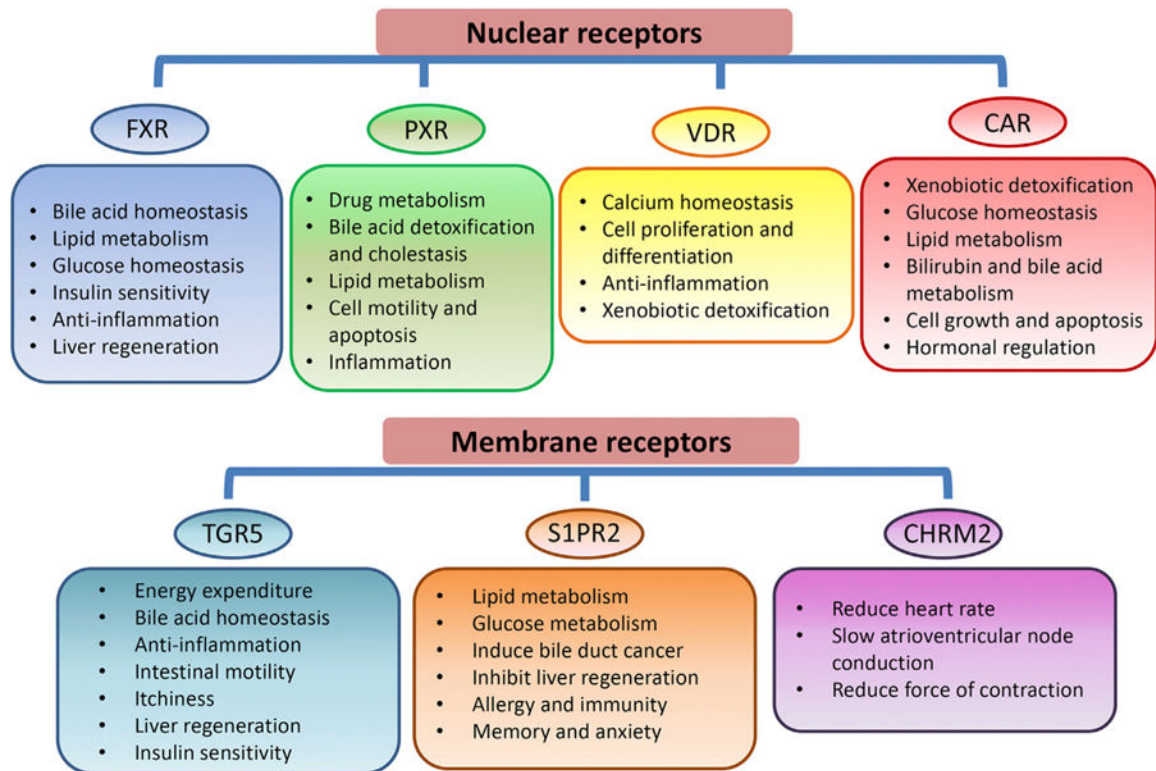 Nuclear receptors
FXR
PXR
VDR
CAR
• Bile acid homeostasis
• Lipid metabolism
• Glucose homeostasis
• Insulin sensitivity
• Anti-inflammation
• Liver regeneration
• Drug metabolism
• Bile acid detoxification
and cholestasis
• Lipid metabolism
• Cell motility and
apoptosis
• Inflammation
• Calcium homeostasis
• Cell proliferation and
differentiation
• Anti-inflammation
• Xenobiotic detoxification
• Xenobiotic detoxification
• Glucose homeostasis
• Lipid metabolism
• Bilirubin and bile acid
metabolism
• Cell growth and apoptosis
• Hormonal regulation
Membrane receptors
TGR5
S1PR2
CHRM2
• Energy expenditure
• Bile acid homeostasis
• Anti-inflammation
• Intestinal motility
• Itchiness
• Liver regeneration
• Insulin sensitivity
• Lipid metabolism
• Glucose metabolism
• Induce bile duct cancer
• Inhibit liver regeneration
• Allergy and immunity
• Memory and anxiety
• Reduce heart rate
• Slow atrioventricular node
conduction
• Reduce force of contraction